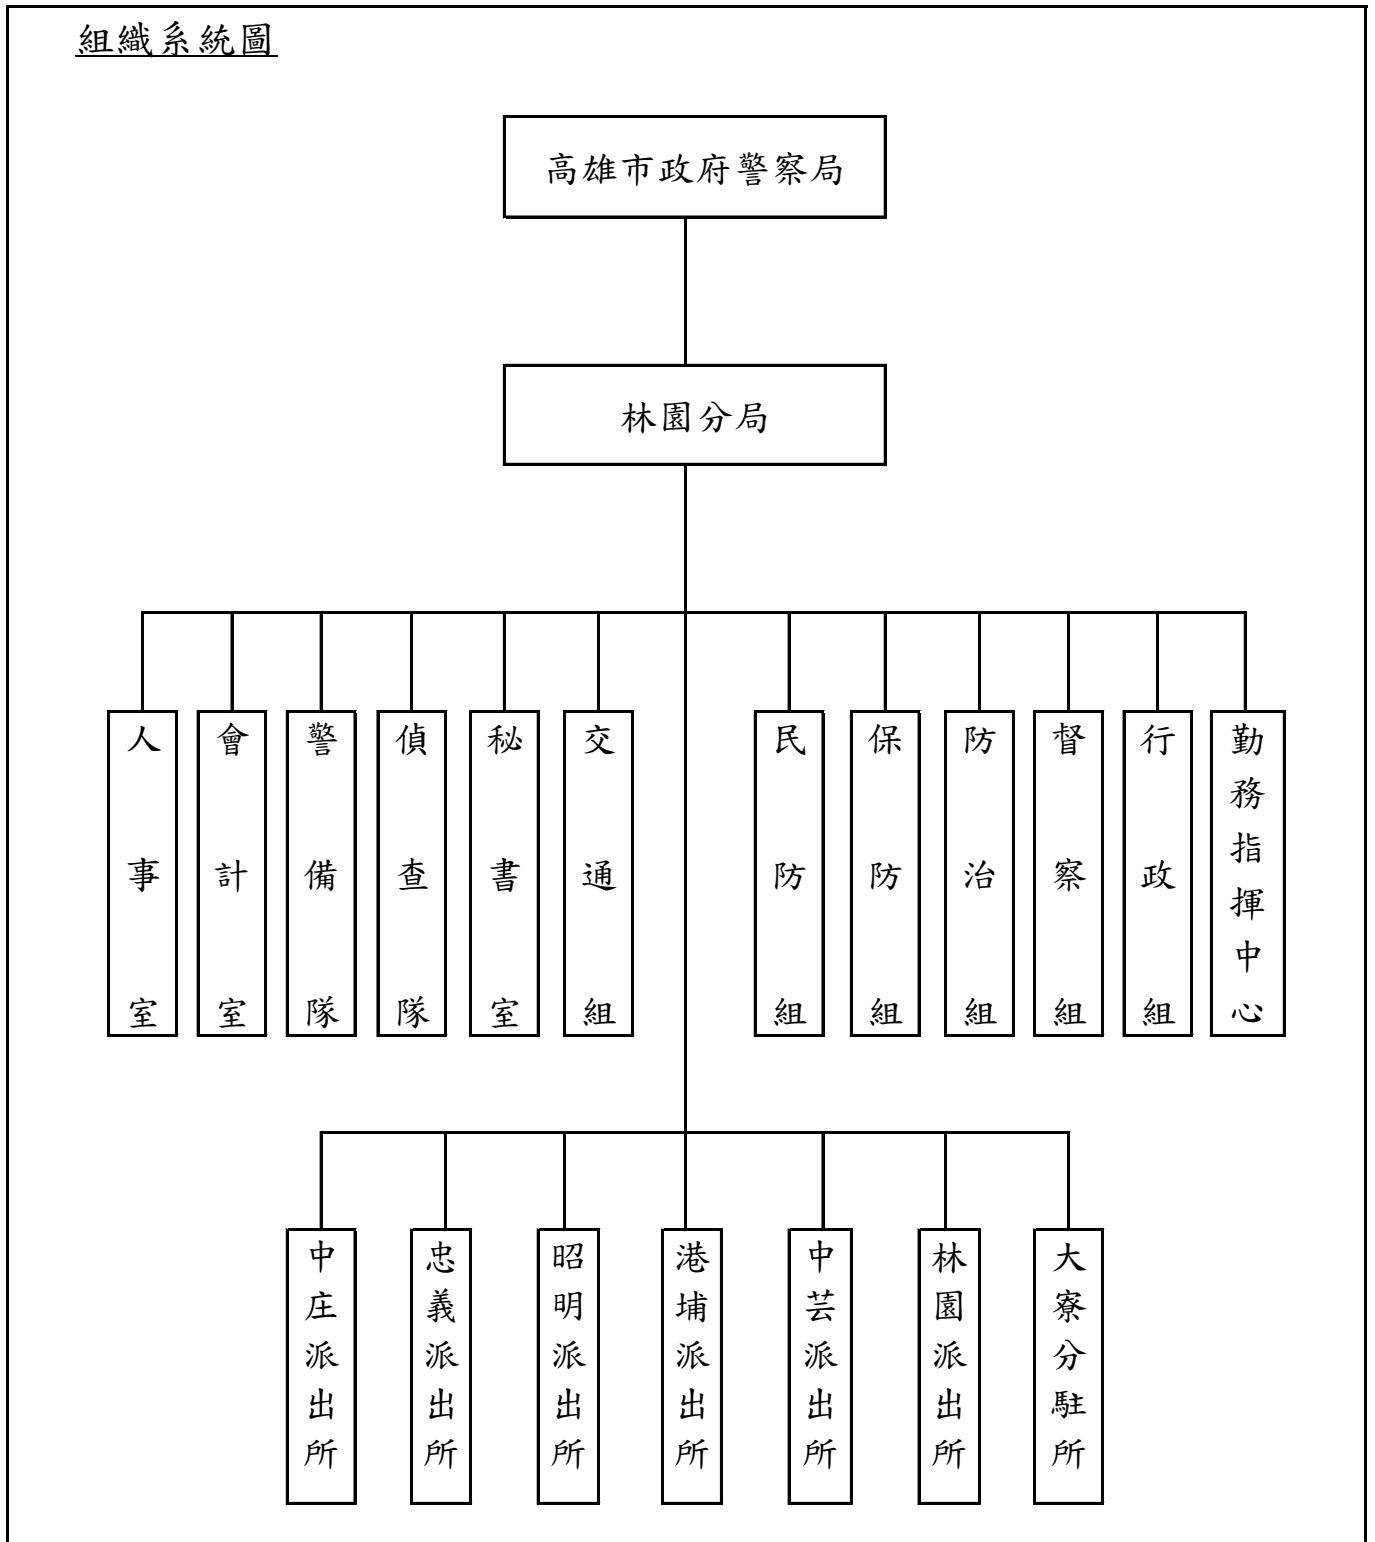 組織系統圖
高雄市政府警察局
林園分局
人事室
會計室
警備隊
偵查隊
秘書室
交通組
民防組
保防組
防治組
督察組
行政組
勤務指揮中心
中庄派出所
忠義派出所
昭明派出所
港埔派出所
中芸派出所
林園派出所
大寮分駐所